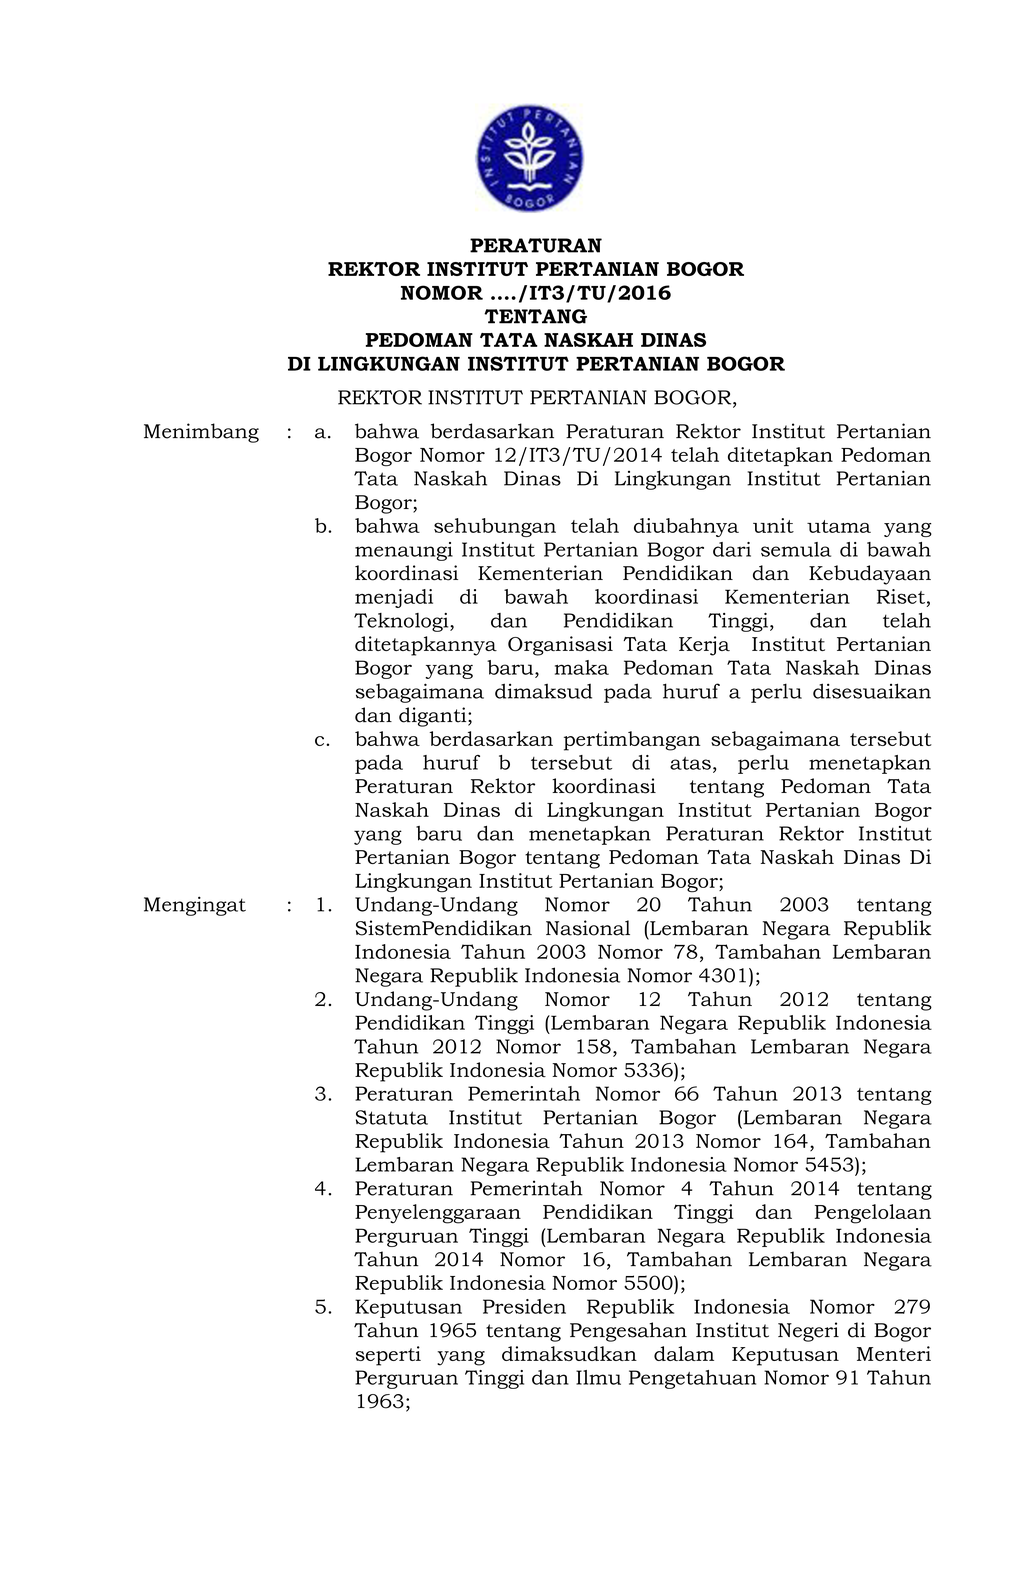 INSTITUT PERTANIAN
BOGOR
PERATURAN
REKTOR INSTITUT PERTANIAN BOGOR
NOMOR ..../IT3/TU/2016
TENTANG
PEDOMAN TATA NASKAH DINAS
DI LINGKUNGAN INSTITUT PERTANIAN BOGOR
REKTOR INSTITUT PERTANIAN BOGOR,
Menimbang : a. bahwa berdasarkan Peraturan Rektor Institut Pertanian
Bogor Nomor 12/IT3/TU/2014 telah ditetapkan Pedoman
Tata Naskah Dinas Di Lingkungan Institut Pertanian
Bogor;
b. bahwa sehubungan telah diubahnya unit utama yang
menaungi Institut Pertanian Bogor dari semula di bawah
koordinasi Kementerian Pendidikan dan Kebudayaan
menjadi di bawah koordinasi Kementerian Riset,
Teknologi, dan Pendidikan Tinggi, dan telah
ditetapkannya Organisasi Tata Kerja Institut Pertanian
Bogor yang baru, maka Pedoman Tata Naskah Dinas
sebagaimana dimaksud pada huruf a perlu disesuaikan
dan diganti;
c. bahwa berdasarkan pertimbangan sebagaimana tersebut
pada huruf b tersebut di atas, perlu menetapkan
Peraturan Rektor koordinasi tentang Pedoman Tata
Naskah Dinas di Lingkungan Institut Pertanian Bogor
yang baru dan menetapkan Peraturan Rektor Institut
Pertanian Bogor tentang Pedoman Tata Naskah Dinas Di
Lingkungan Institut Pertanian Bogor;
Mengingat : 1. Undang-Undang Nomor 20 Tahun 2003 tentang
SistemPendidikan Nasional (Lembaran Negara Republik
Indonesia Tahun 2003 Nomor 78, Tambahan Lembaran
Negara Republik Indonesia Nomor 4301);
2. Undang-Undang Nomor 12 Tahun 2012 tentang
Pendidikan Tinggi (Lembaran Negara Republik Indonesia
Tahun 2012 Nomor 158, Tambahan Lembaran Negara
Republik Indonesia Nomor 5336);
3. Peraturan Pemerintah Nomor 66 Tahun 2013 tentang
Statuta Institut Pertanian Bogor (Lembaran Negara
Republik Indonesia Tahun 2013 Nomor 164, Tambahan
Lembaran Negara Republik Indonesia Nomor 5453);
4. Peraturan Pemerintah Nomor 4 Tahun 2014 tentang
Penyelenggaraan Pendidikan Tinggi dan Pengelolaan
Perguruan Tinggi (Lembaran Negara Republik Indonesia
Tahun 2014 Nomor 16, Tambahan Lembaran Negara
Republik Indonesia Nomor 5500);
5. Keputusan Presiden Republik Indonesia Nomor 279
Tahun 1965 tentang Pengesahan Institut Negeri di Bogor
seperti yang dimaksudkan dalam Keputusan Menteri
Perguruan Tinggi dan Ilmu Pengetahuan Nomor 91 Tahun
1963;